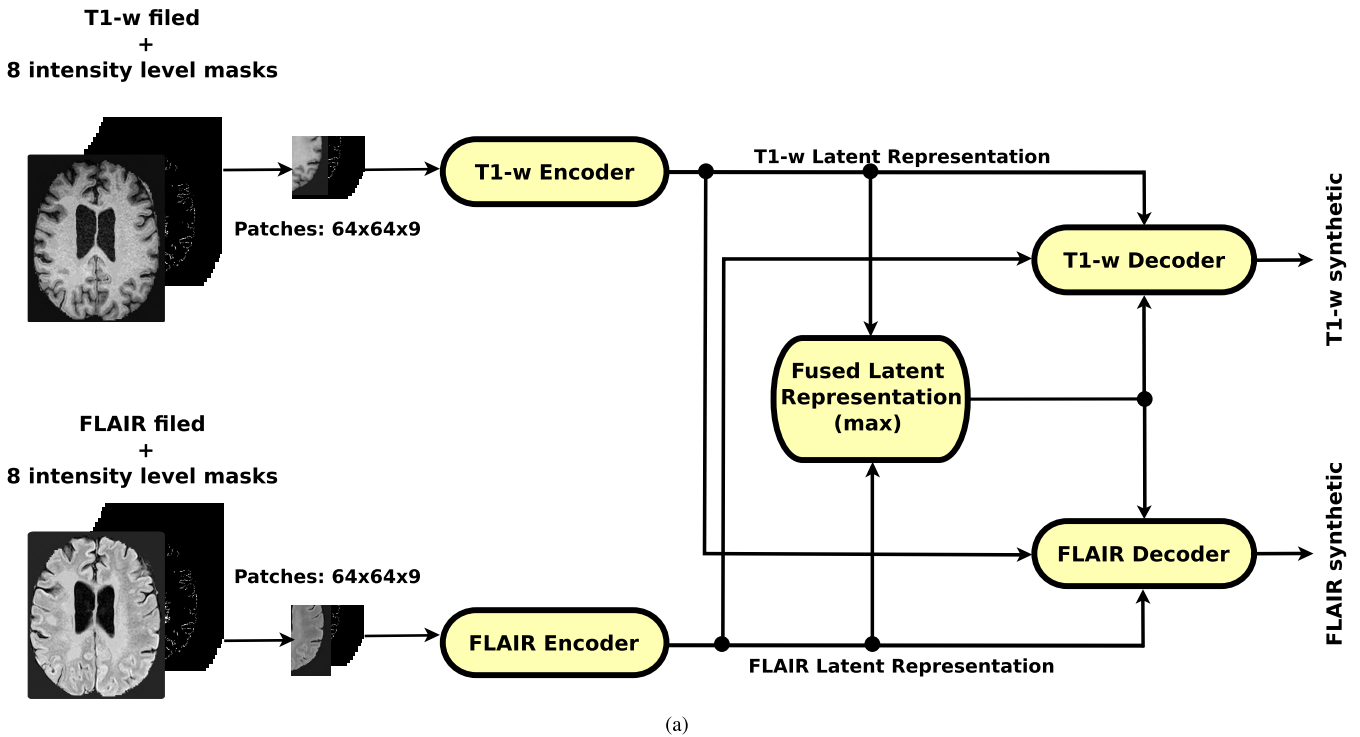 T1-w filed
+
8 intensity level masks
Patches: 64x64x9
T1-w Encoder
T1-w Latent Representation
T1-w Decoder
T1-w synthetic
Fused Latent
Representation
(max)
FLAIR filed
+
8 intensity level masks
Patches: 64x64x9
FLAIR Encoder
FLAIR Latent Representation
FLAIR Decoder
FLAIR synthetic
(a)